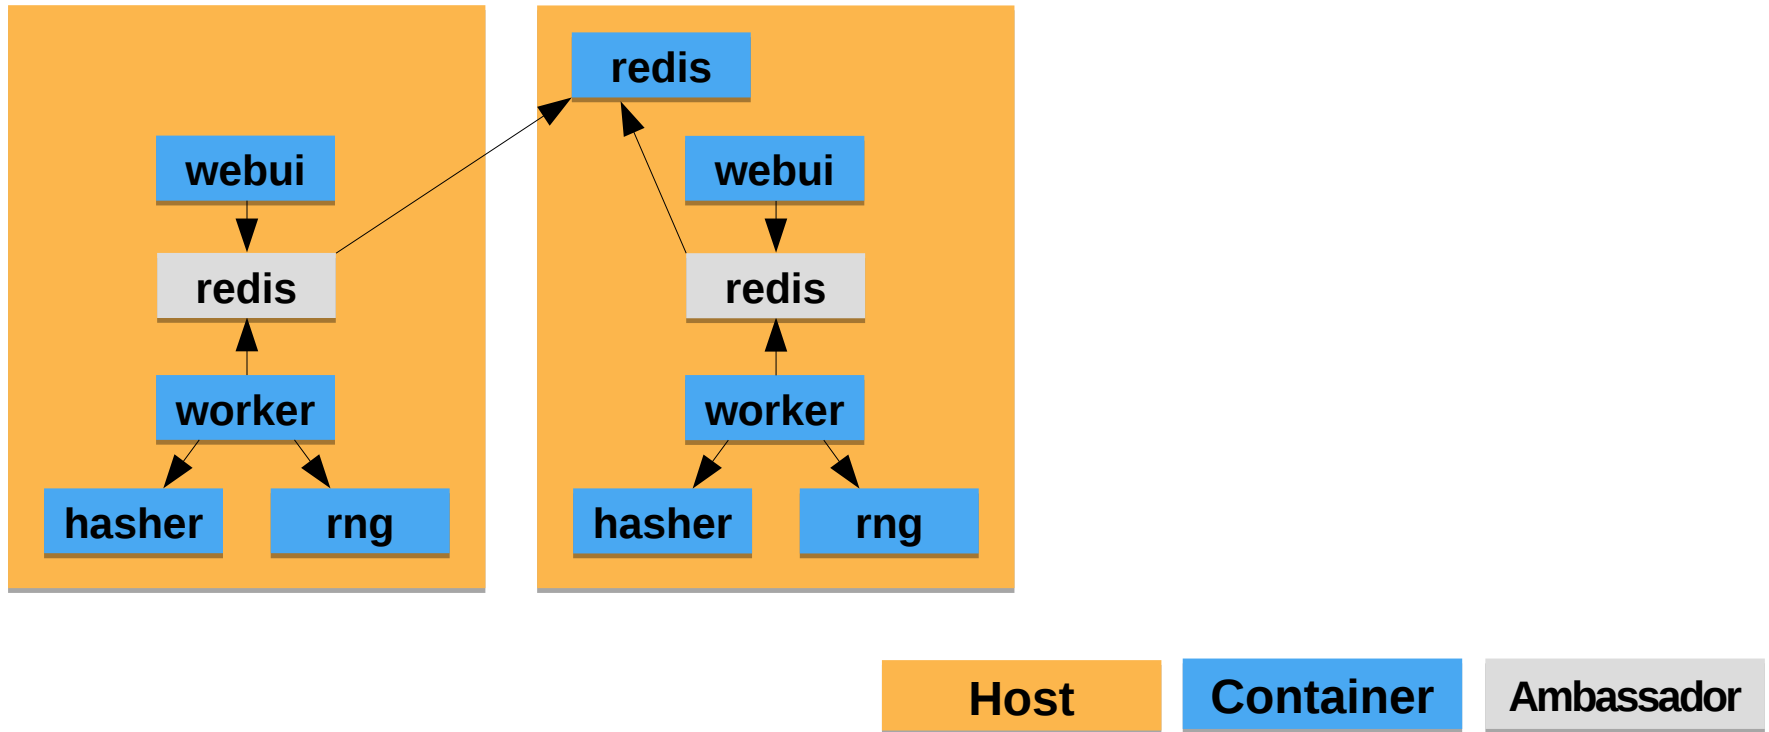 redis
webui
webui
redis
redis
worker
worker
hasher
rng
hasher
rng
Host
Container
Ambassador